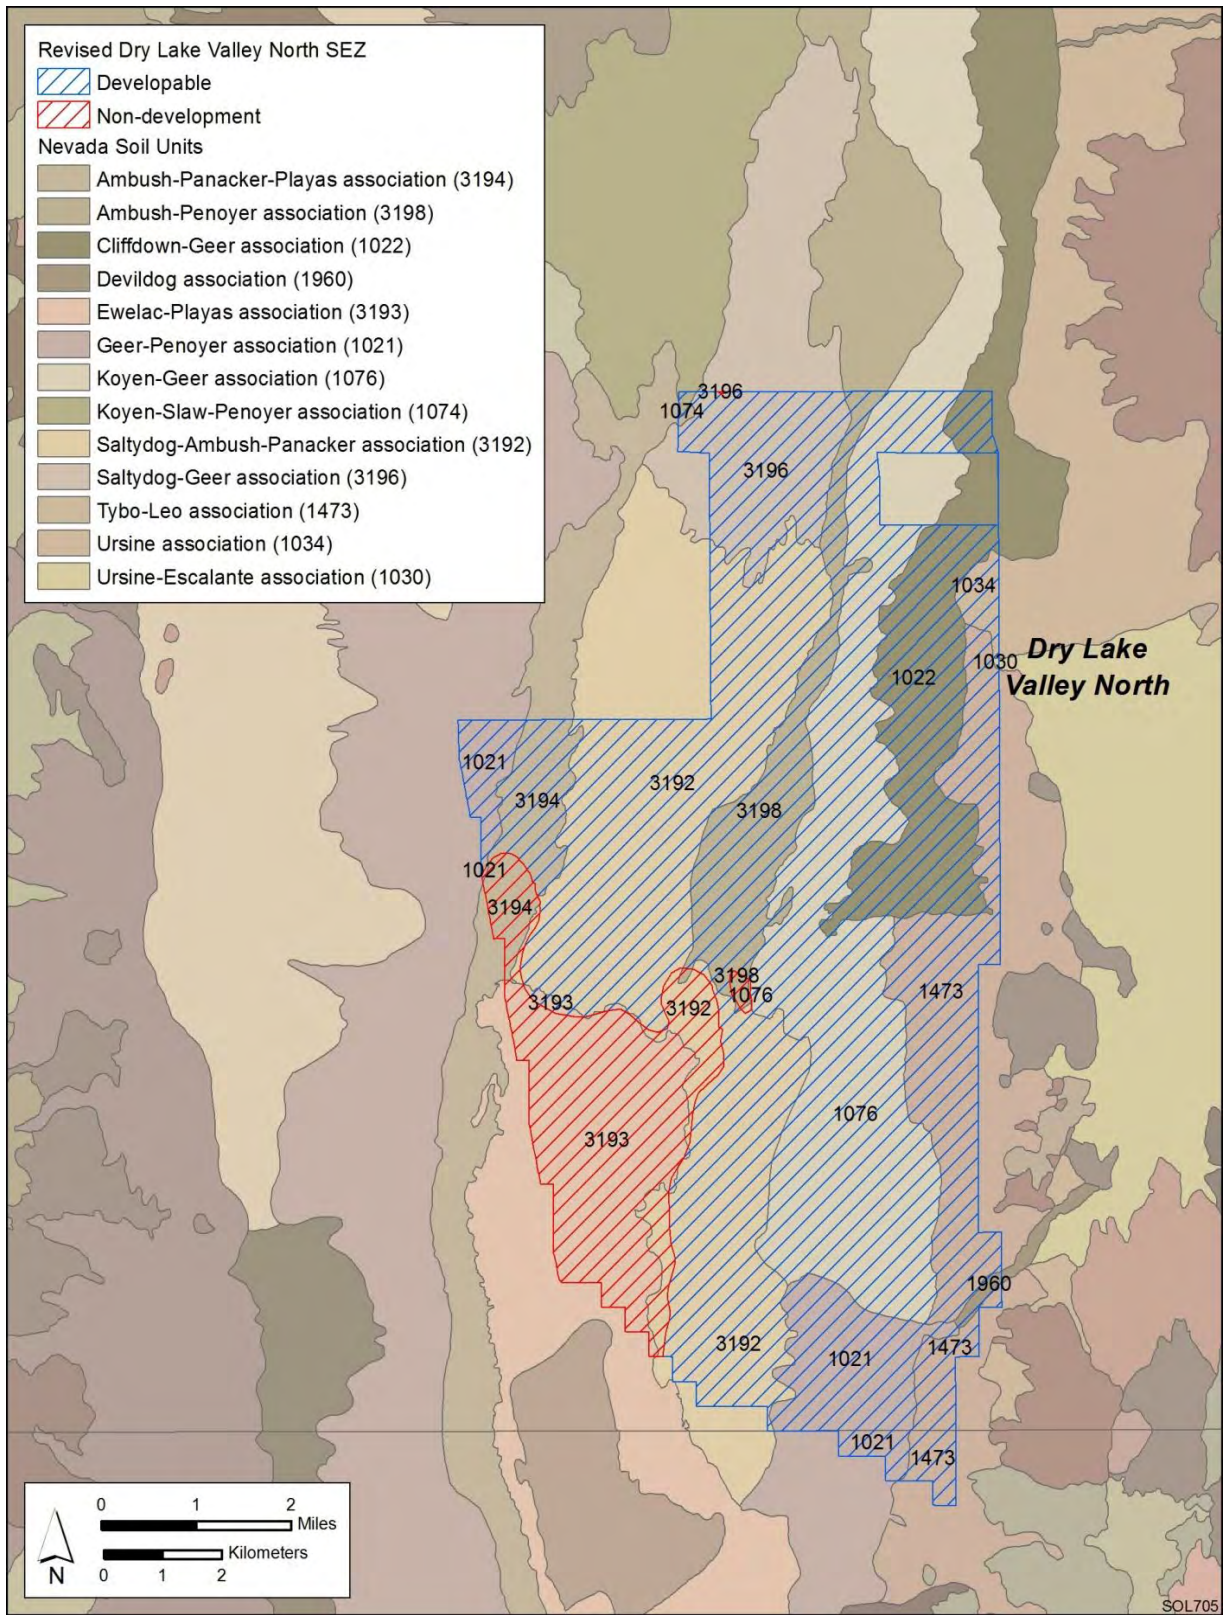 Revised Dry Lake Valley North SEZ
Developable
Non-development
Nevada Soil Units
Ambush-Panacker-Playas association (3194)
Ambush-Penoyer association (3198)
Cliffdown-Geer association (1022)
Devildog association (1960)
Ewelac-Playas association (3193)
Geer-Penoyer association (1021)
Koyen-Geer association (1076)
Koyen-Slaw-Penoyer association (1074)
Saltydog-Ambush-Panacker association (3192)
Saltydog-Geer association (3196)
Tybo-Leo association (1473)
Ursine association (1034)
Ursine-Escalante association (1030)
3196
1074
3196
1034
1030
Dry Lake
Valley North
1022
1021
3192
3194
3198
1021
3194
3198
1473
1076
3193
3192
1076
3193
1960
3192
1473
1021
1021
1473
0 1 2
Miles
Kilometers
0 1 2
N
SOL705